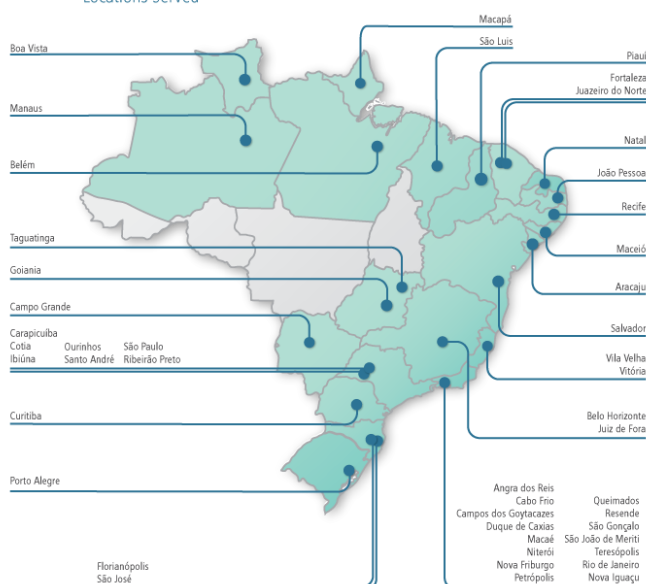 Locations served
Macapá
São Luis
Boa Vista
Piauí
Fortaleza
Juazeiro do Norte
Manaus
Natal
Belém
João Pessoa
Recife
Taguatinga
Maceió
Goiania
Aracaju
Campo Grande
Salvador
Carapicuíba
Cotia Ourinhos São Paulo
Ibiúna Santo André Ribeirão Preto
Vila Velha
Vitória
Curitiba
Belo Horizonte
Juiz de Fora
Porto Alegre
Angra dos Reis
Cabo Frio Queimados
Campos dos Goytacazes Resende
Duque de Caxias São Gonçalo
Macaé São João de Meriti
Niterói Teresópolis
Nova Friburgo Rio de Janeiro
Petrópolis Nova Iguaçu
Florianópolis
São José